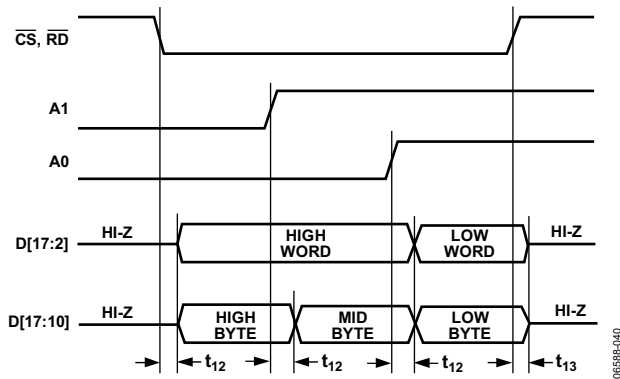 CS, RD
A1
A0
D[17:2] HI-Z HIGH WORD LOW WORD HI-Z
D[17:10] HI-Z HIGH BYTE MID BYTE LOW BYTE HI-Z
t12 t12 t12 t13
06588-040